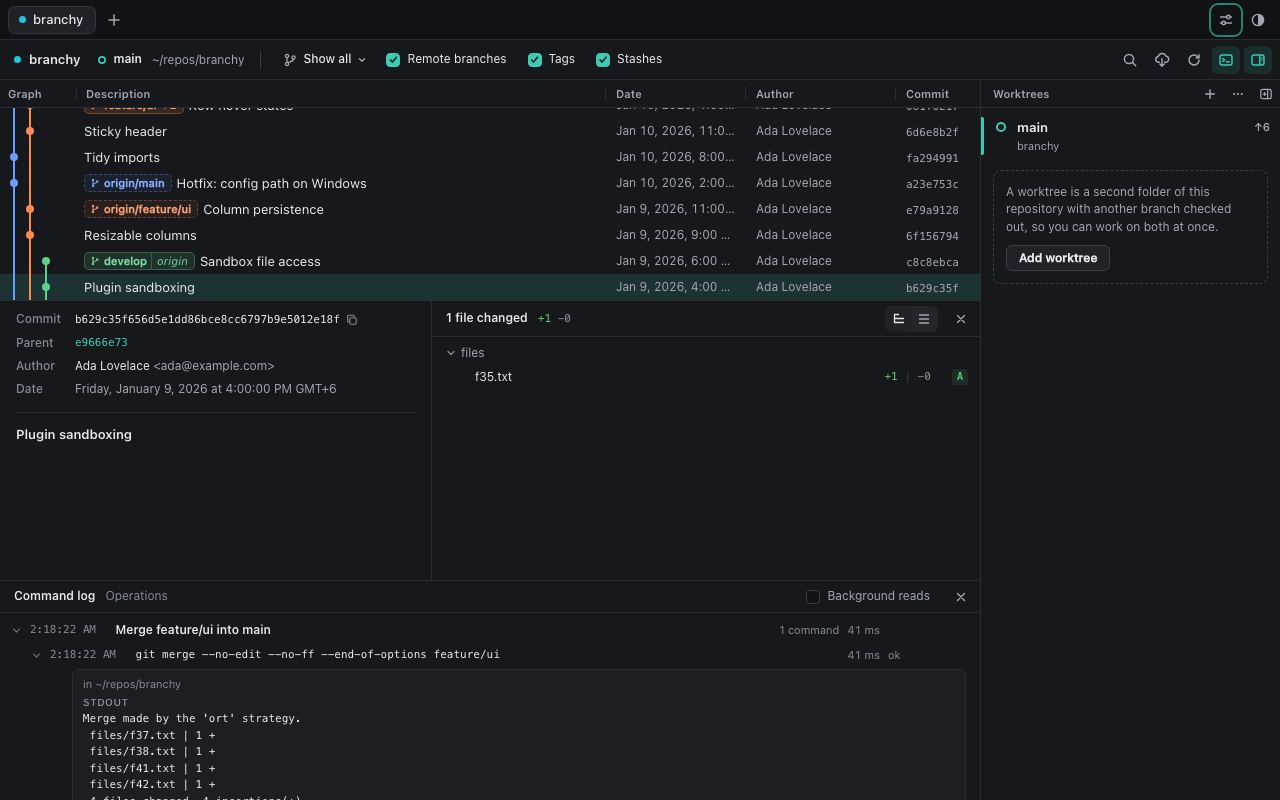 branchy
branchy main ~/repos/branchy Show all Remote branches Tags Stashes
Graph Description Date Author Commit
Sticky header Jan 10, 2026, 11:0... Ada Lovelace 6d6e8b2f
Tidy imports Jan 10, 2026, 8:00... Ada Lovelace fa294991
origin/main Hotfix: config path on Windows Jan 10, 2026, 2:00... Ada Lovelace a23e753c
origin/feature/ui Column persistence Jan 9, 2026, 11:00... Ada Lovelace e79a9128
Resizable columns Jan 9, 2026, 9:00 ... Ada Lovelace 6f156794
develop origin Sandbox file access Jan 9, 2026, 6:00 ... Ada Lovelace c8c8ebca
Plugin sandboxing Jan 9, 2026, 4:00 ... Ada Lovelace b629c35f
Commit b629c35f656d5e1dd86bce8cc6797b9e5012e18f
Parent e9666e73
Author Ada Lovelace <ada@example.com>
Date Friday, January 9, 2026 at 4:00:00 PM GMT+6
Plugin sandboxing
1 file changed +1 −0
files
f35.txt +1 | −0 A
Command log Operations Background reads
2:18:22 AM Merge feature/ui into main 1 command 41 ms
2:18:22 AM git merge --no-edit --no-ff --end-of-options feature/ui 41 ms ok
in ~/repos/branchy
STDOUT
Merge made by the 'ort' strategy.
files/f37.txt | 1 +
files/f38.txt | 1 +
files/f41.txt | 1 +
files/f42.txt | 1 +
4 files changed, 4 insertions(+)
Worktrees
main ↑6
branchy
A worktree is a second folder of this
repository with another branch checked
out, so you can work on both at once.
Add worktree